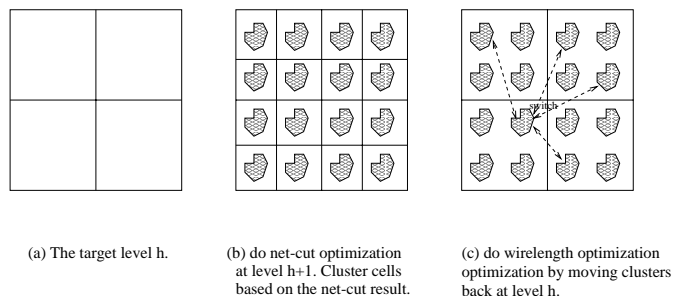 switch
(a) The target level h.
(b) do net-cut optimization
at level h+1. Cluster cells
based on the net-cut result.
(c) do wirelength optimization
optimization by moving clusters
back at level h.